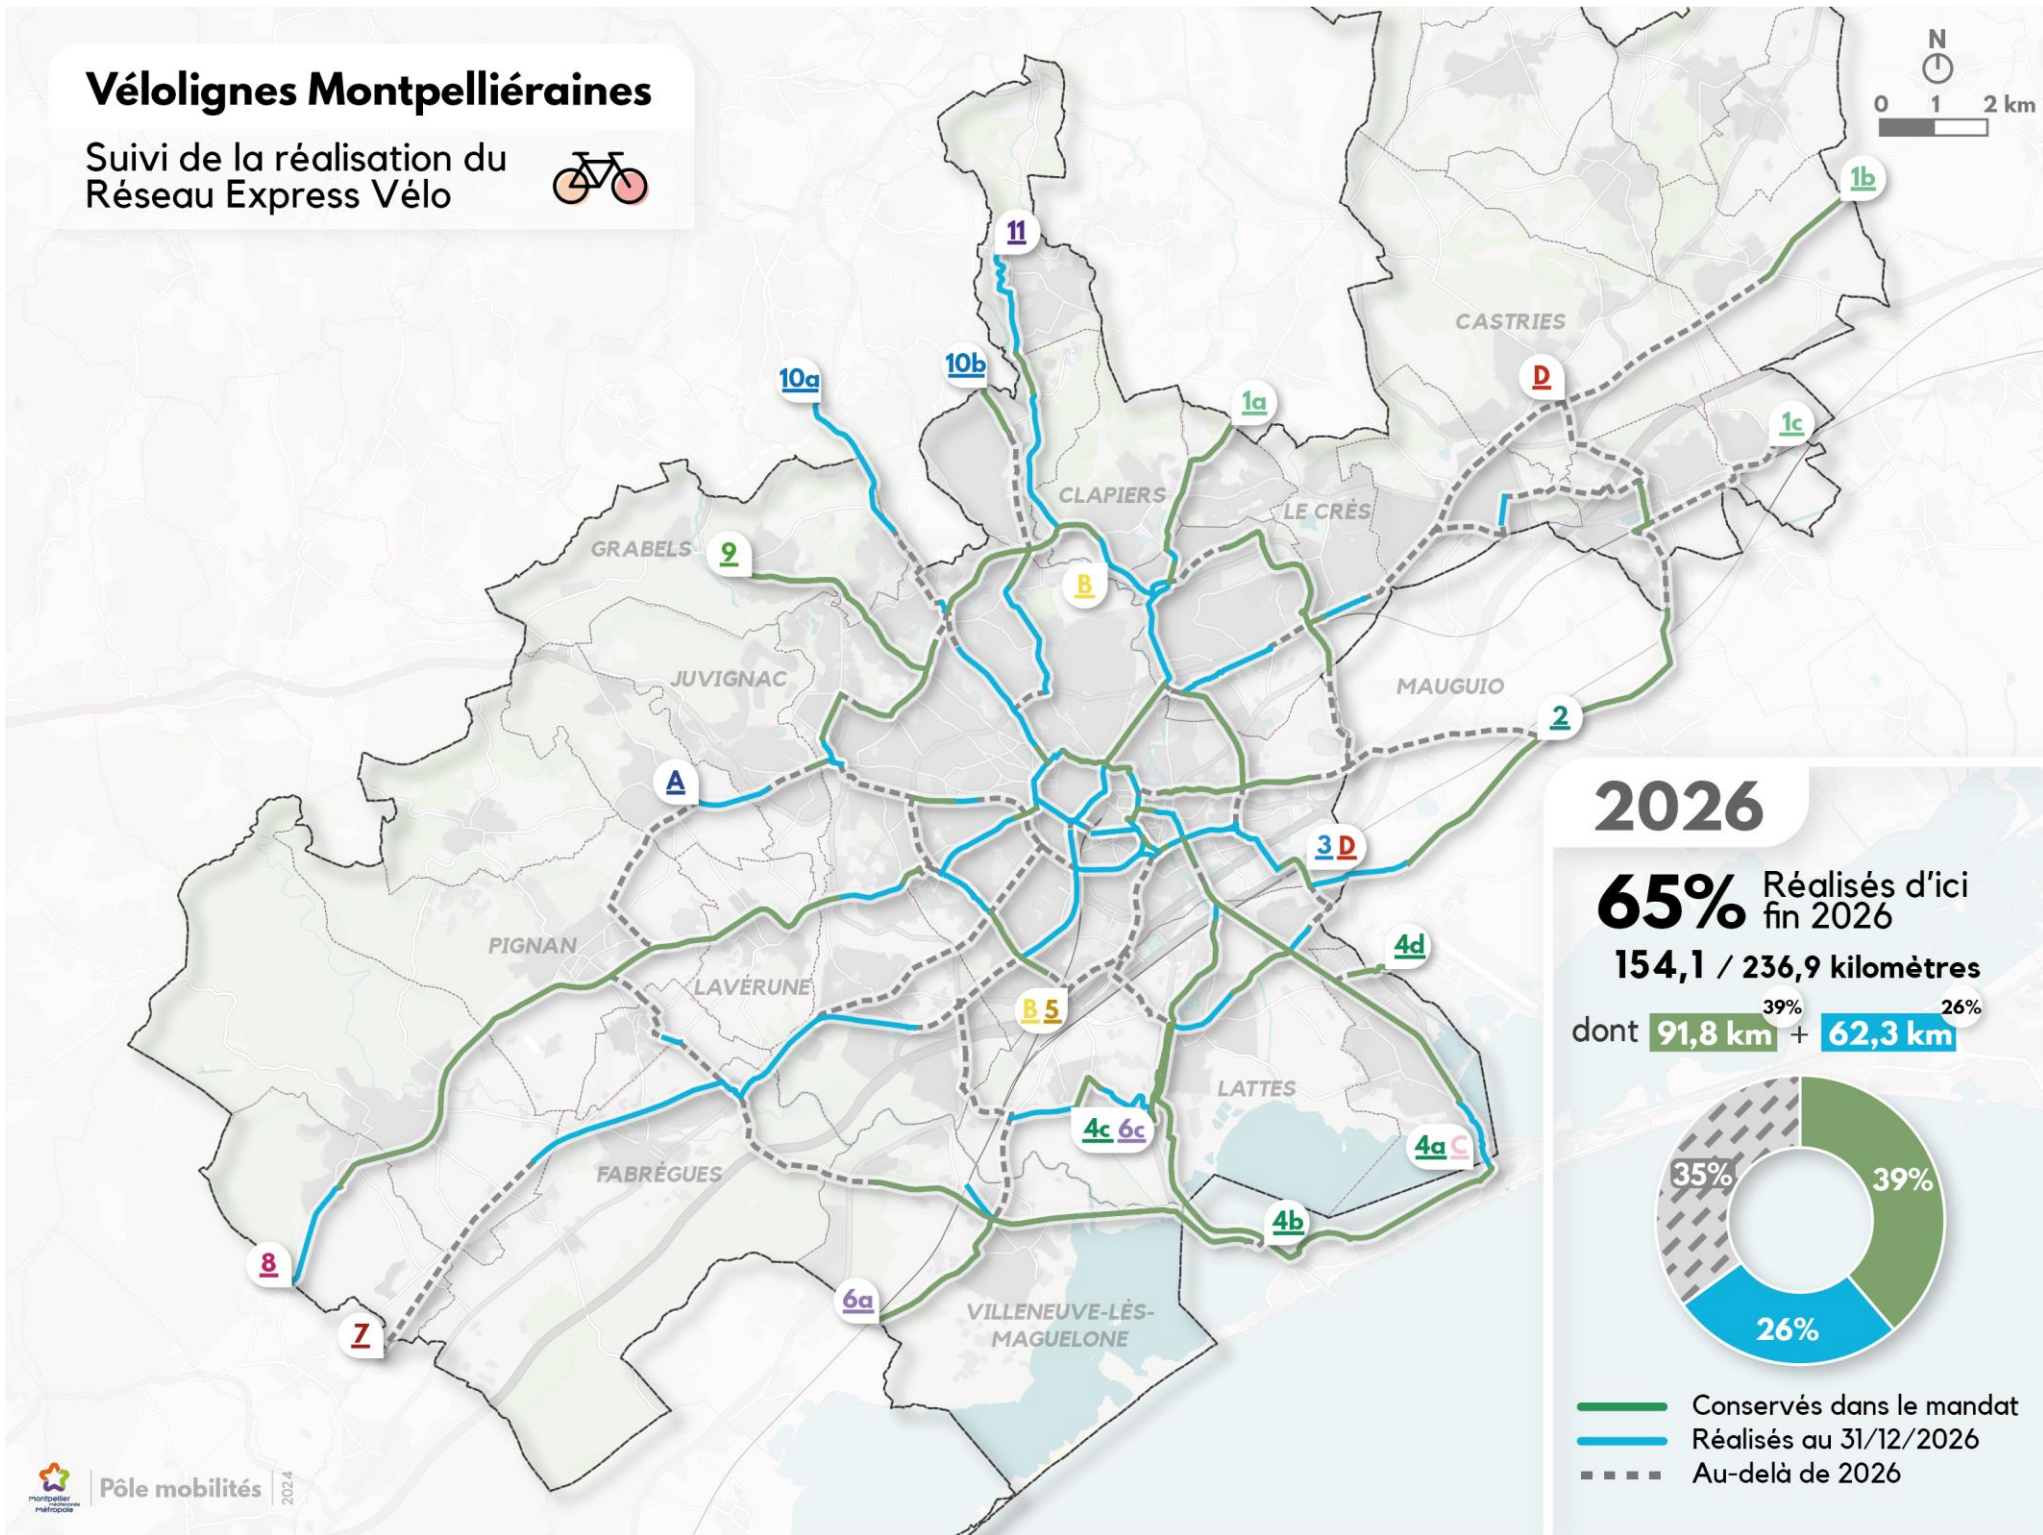 Vélolignes Montpelliéraines
Suivi de la réalisation du
Réseau Express Vélo
N
0 1 2 km
1b
11
CASTRIES
10b
10a
D
1a
1c
CLAPIERS
LE CRÈS
GRABELS
9
B
JUVIGNAC
MAUGUIO
2
A
3 D
PIGNAN
4d
LAVÉRUNE
B 5
LATTES
4c 6c
4a C
FABRÈGUES
4b
8
6a
7
VILLENEUVE-LÈS-
MAGUELONE
2026
65% Réalisés d'ici
fin 2026
154,1 / 236,9 kilomètres
39% 26%
dont 91,8 km + 62,3 km
35%
39%
26%
Conservés dans le mandat
Réalisés au 31/12/2026
Au-delà de 2026
montpellier
méditerranée
métropole
Pôle mobilités
2024